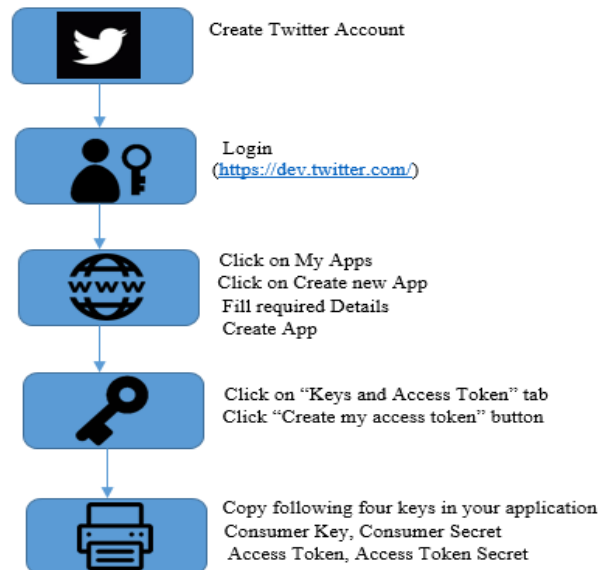 Create Twitter Account
Login
(https://dev.twitter.com/)
www
Click on My Apps
Click on Create new App
Fill required Details
Create App
Click on “Keys and Access Token” tab
Click “Create my access token” button
Copy following four keys in your application
Consumer Key, Consumer Secret
Access Token, Access Token Secret